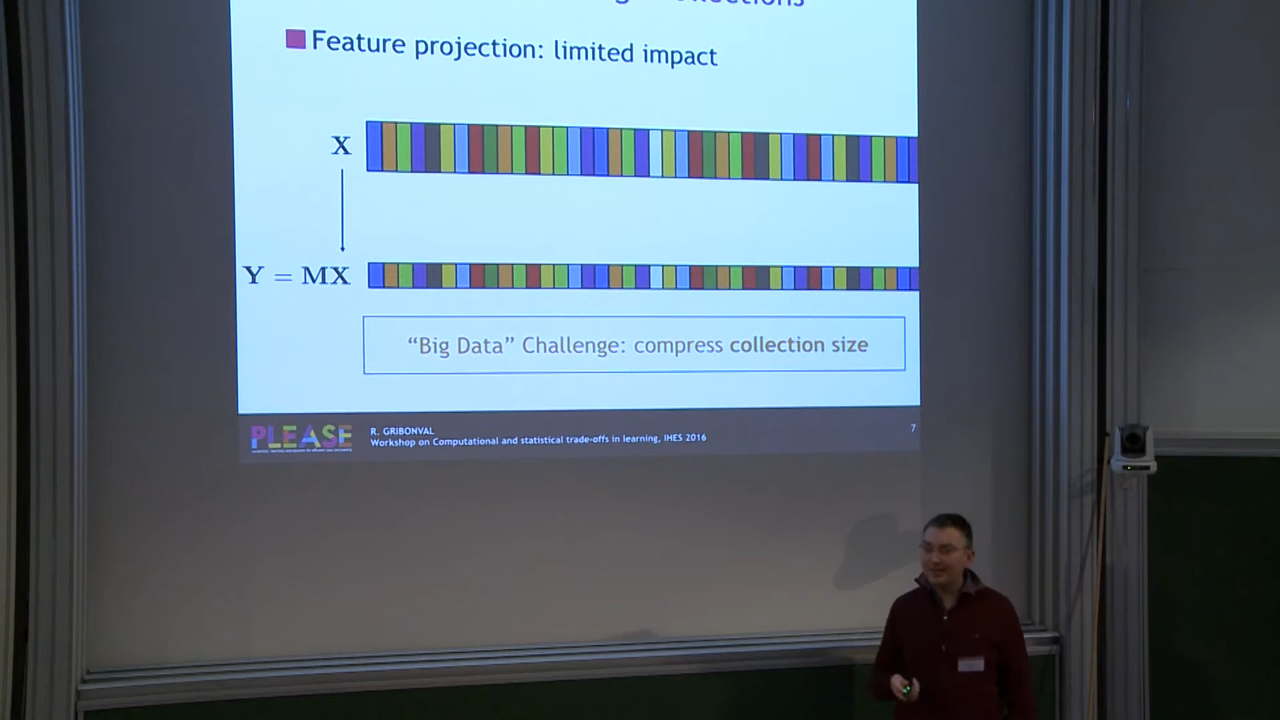 Feature projection: limited impact
X
Y = MX
“Big Data” Challenge: compress collection size
PLEASE
R. GRIBONVAL
Workshop on Computational and statistical trade-offs in learning, IHES 2016
7